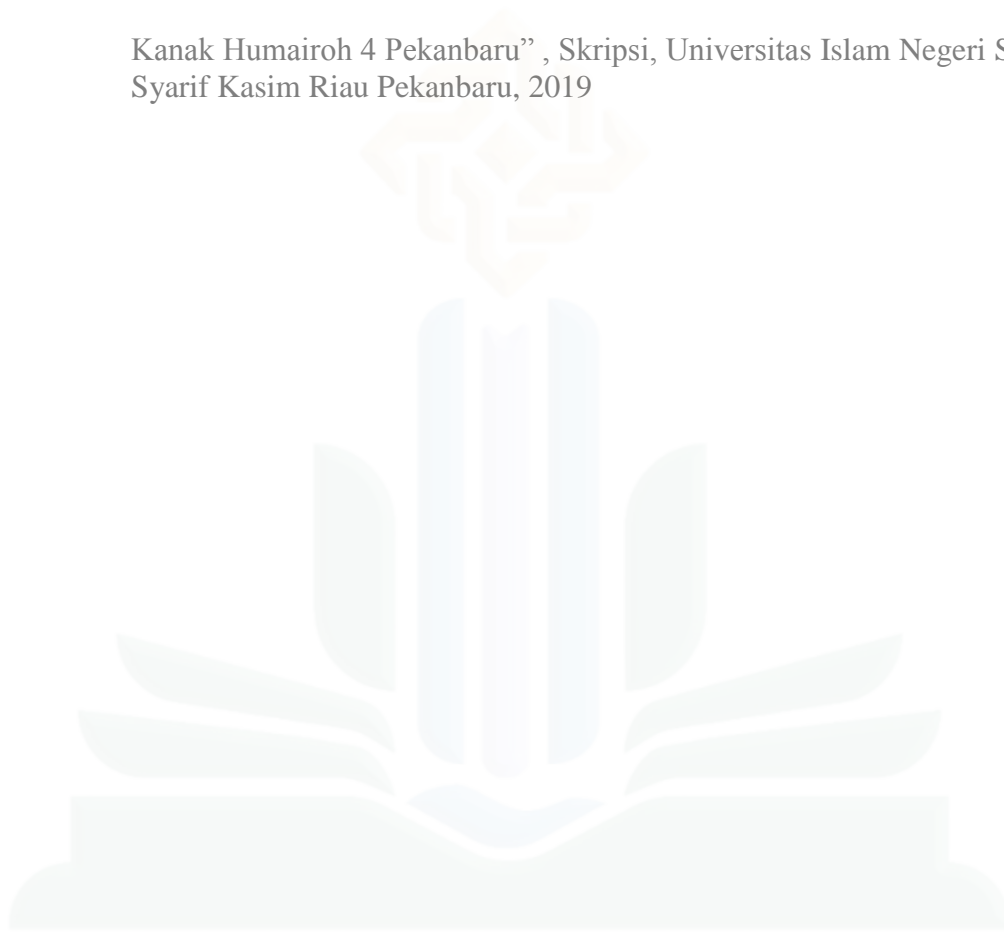 Kanak Humairoh 4 Pekanbaru” , Skripsi, Universitas Islam Negeri
Syarif Kasim Riau Pekanbaru, 2019